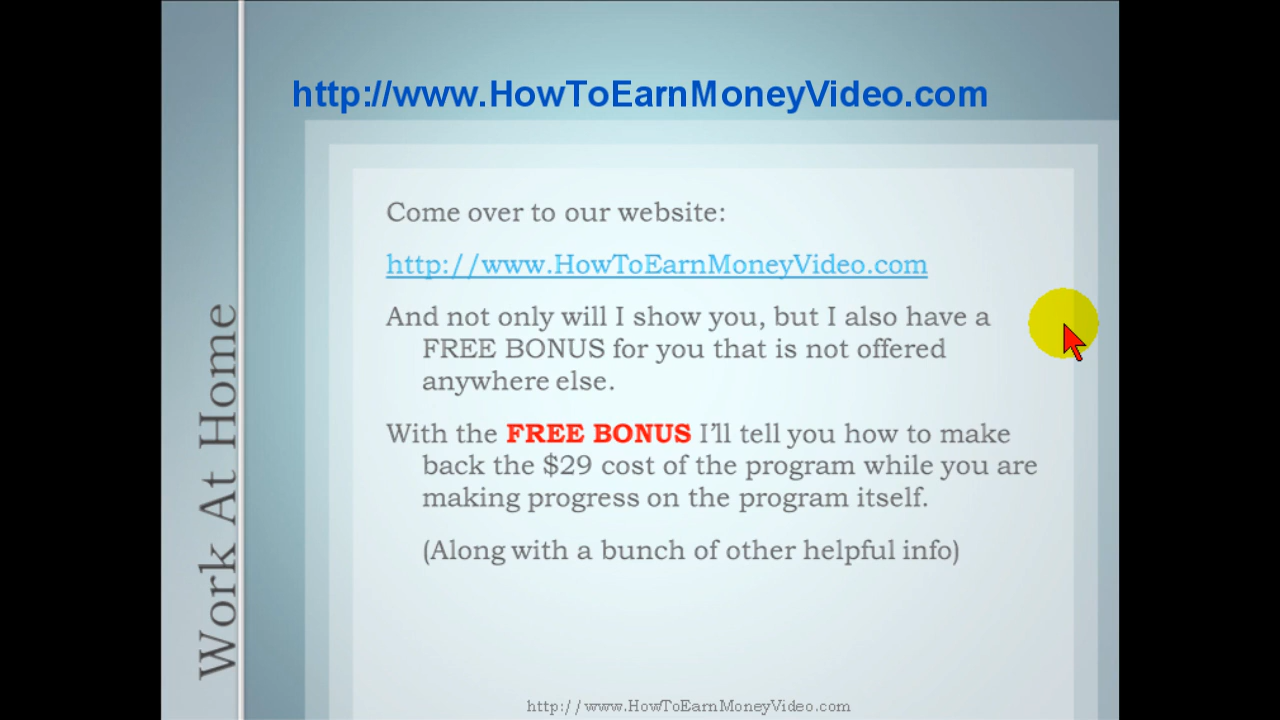 http://www.HowToEarnMoneyVideo.com
Come over to our website:
http://www.HowToEarnMoneyVideo.com
And not only will I show you, but I also have a
FREE BONUS for you that is not offered
anywhere else.
With the FREE BONUS I'll tell you how to make
back the $29 cost of the program while you are
making progress on the program itself.
(Along with a bunch of other helpful info)
Work At Home
http://www.HowToEarnMoneyVideo.com